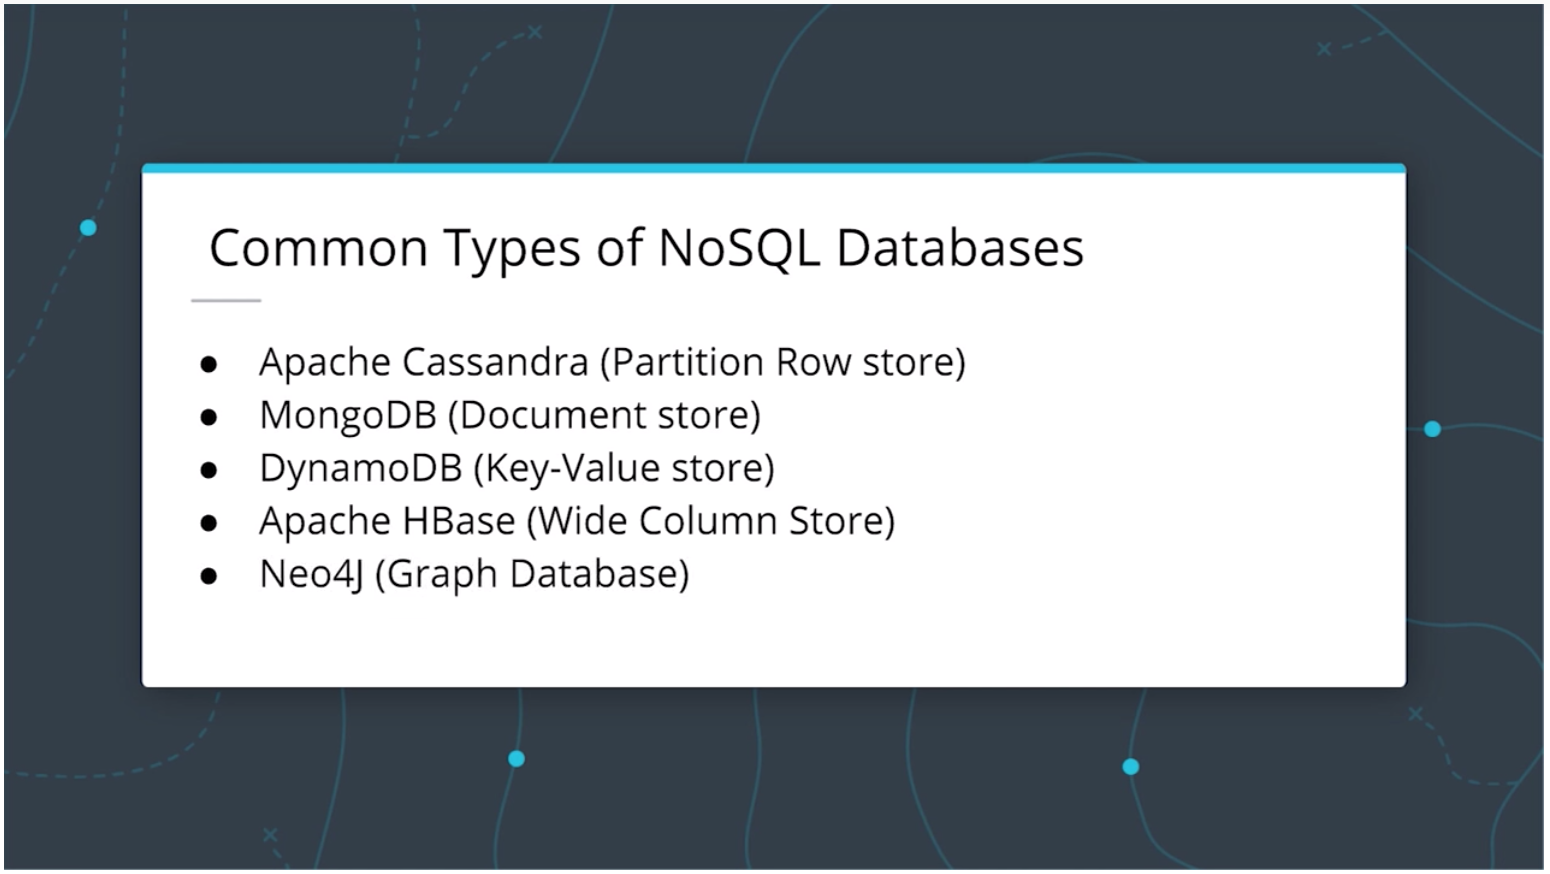 Common Types of NoSQL Databases
● Apache Cassandra (Partition Row store)
● MongoDB (Document store)
● DynamoDB (Key-Value store)
● Apache HBase (Wide Column Store)
● Neo4J (Graph Database)